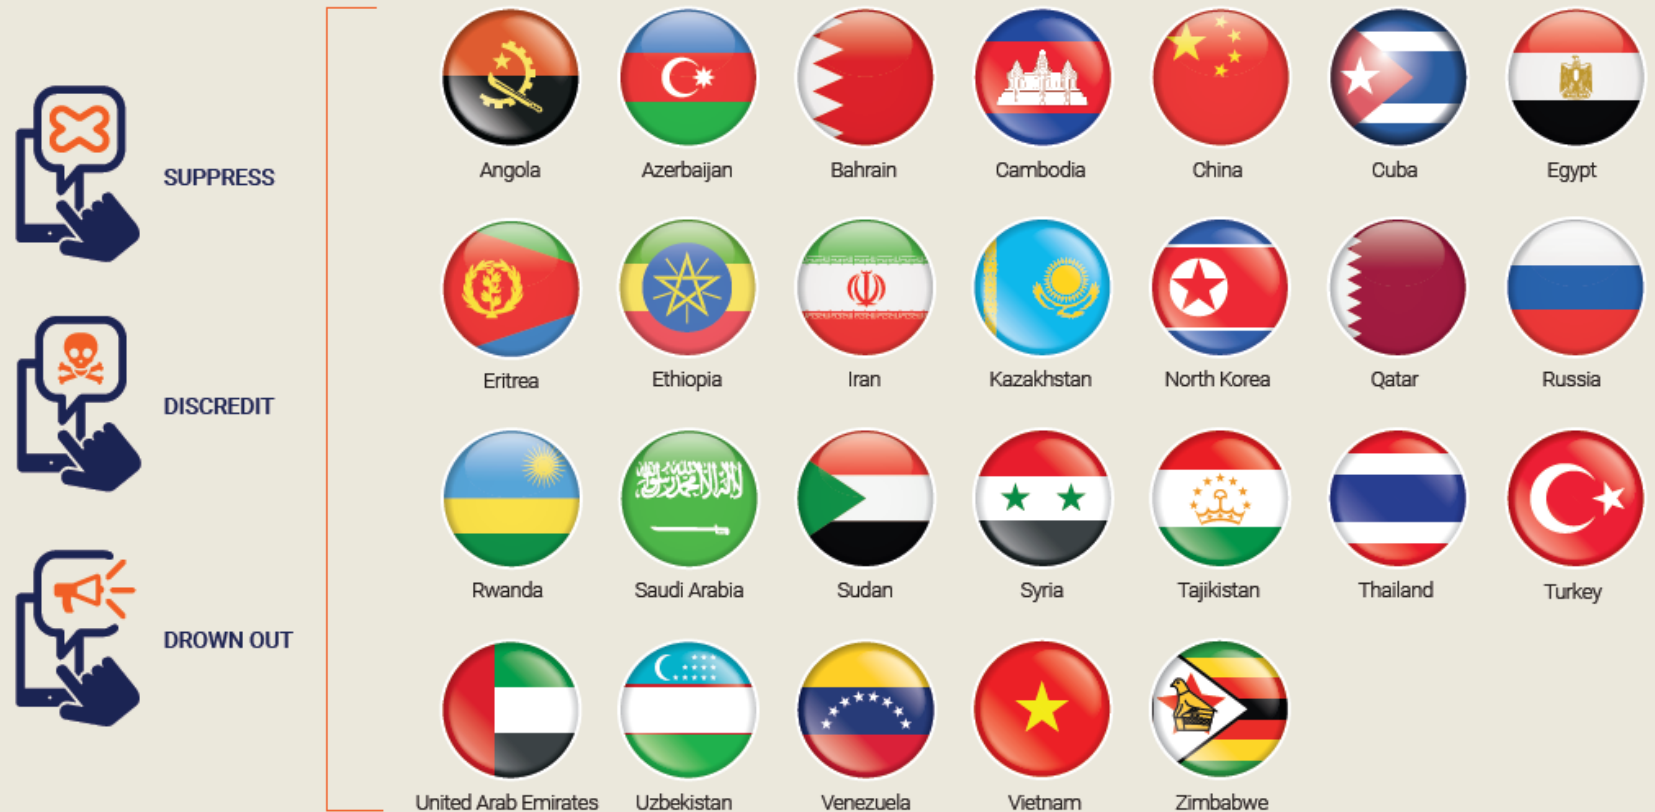 SUPPRESS
DISCREDIT
DROWN OUT
Angola Azerbaijan Bahrain Cambodia China Cuba Egypt
Eritrea Ethiopia Iran Kazakhstan North Korea Qatar Russia
Rwanda Saudi Arabia Sudan Syria Tajikistan Thailand Turkey
United Arab Emirates Uzbekistan Venezuela Vietnam Zimbabwe